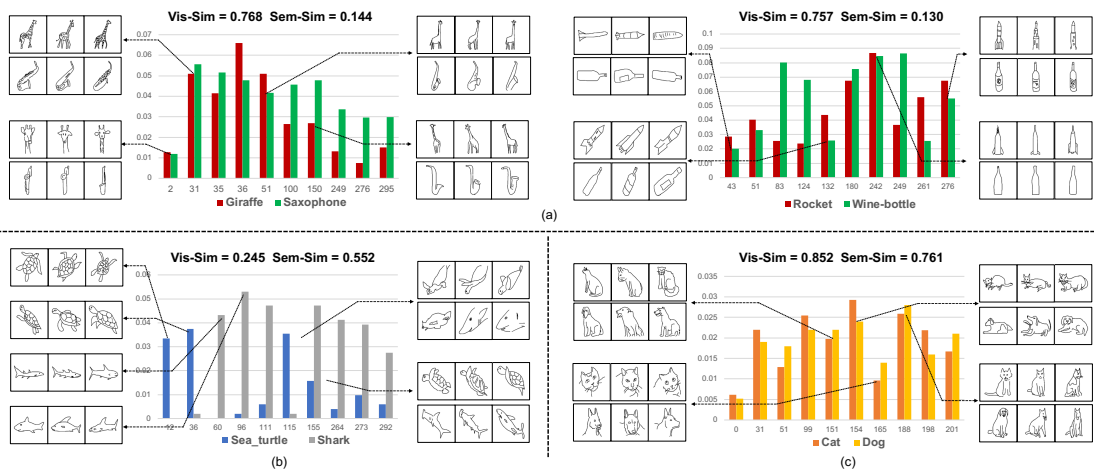 Vis-Sim = 0.768 Sem-Sim = 0.144
0.07
0.06
0.05
0.04
0.03
0.02
0.01
0
2 31 35 36 51 100 150 249 276 295
Giraffe Saxophone
Vis-Sim = 0.757 Sem-Sim = 0.130
0.1
0.09
0.08
0.07
0.06
0.05
0.04
0.03
0.02
0.01
0
43 51 83 124 132 180 242 249 261 276
Rocket Wine-bottle
(a)
Vis-Sim = 0.245 Sem-Sim = 0.552
0.06
0.05
0.04
0.03
0.02
0.01
0
12 36 60 96 111 115 155 264 273 292
Sea_turtle Shark
(b)
Vis-Sim = 0.852 Sem-Sim = 0.761
0.035
0.03
0.025
0.02
0.015
0.01
0.005
0
0 31 51 99 151 154 165 188 198 201
Cat Dog
(c)